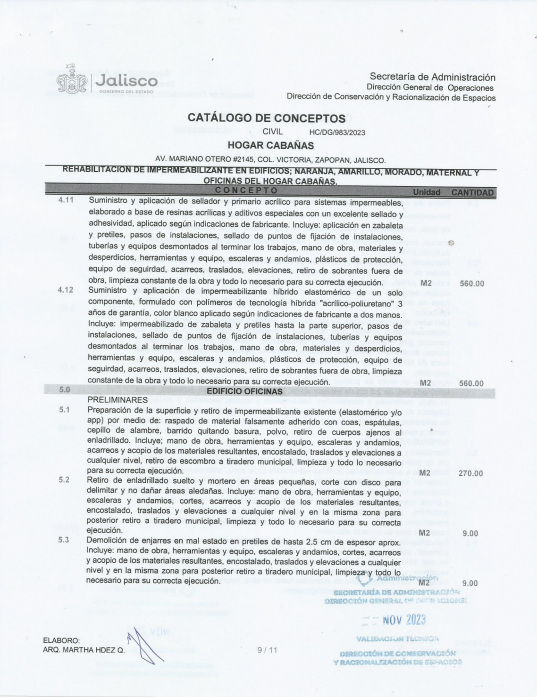 Jalisco
GOBIERNO DEL ESTADO
Secretaría de Administración
Dirección General de Operaciones
Dirección de Conservación y Racionalización de Espacios
CATÁLOGO DE CONCEPTOS
CIVIL HC/DG/983/2023
HOGAR CABAÑAS
AV. MARIANO OTERO #2145, COL. VICTORIA, ZAPOPAN, JALISCO.
REHABILITACION DE IMPERMEABILIZANTE EN EDIFICIOS; NARANJA, AMARILLO, MORADO, MATERNAL Y
OFICINAS DEL HOGAR CABAÑAS.
CONCEPTO Unidad CANTIDAD
4.11 Suministro y aplicación de sellador y primario acrílico para sistemas impermeables,
elaborado a base de resinas acrílicas y aditivos especiales con un excelente sellado y
adhesividad, aplicado según indicaciones de fabricante. Incluye: aplicación en zabaleta
y pretiles, pasos de instalaciones, sellado de puntos de fijación de instalaciones,
tuberías y equipos desmontados al terminar los trabajos, mano de obra, materiales y
desperdicios, herramientas y equipo, escaleras y andamios, plásticos de protección,
equipo de seguirdad, acarreos, traslados, elevaciones, retiro de sobrantes fuera de
obra, limpieza constante de la obra y todo lo necesario para su correcta ejecución. M2 560.00
4.12 Suministro y aplicación de impermeable híbrido elastomérico de un solo
componente, formulado con polímeros de tecnología híbrida "acrílico-poliuretano" 3
años de garantía, color blanco aplicado según indicaciones de fabricante a dos manos.
Incluye: impermeabilizado de zabaleta y pretiles hasta la parte superior, pasos de
instalaciones, sellado de puntos de fijación de instalaciones, tuberías y equipos
desmontados al terminar los trabajos, mano de obra, materiales y desperdicios,
herramientas y equipo, escaleras y andamios, plásticos de protección, equipo de
seguridad, acarreos, traslados, elevaciones, retiro de sobrantes fuera de obra, limpieza
constante de la obra y todo lo necesario para su correcta ejecución. M2 560.00
5.0 EDIFICIO OFICINAS
PRELIMINARES
5.1 Preparación de la superficie y retiro de impermeabilizante existente (elastomérico y/o
app) por medio de: raspado de material falsamente adherido con coas, espátulas,
cepillo de alambre, barrido quitando basura, polvo, retiro de cuerpos ajenos al
enladrillado. Incluye; mano de obra, herramientas y equipo, escaleras y andamios,
acarreos y acopio de los materiales resultantes, encostalado, traslados y elevaciones a
cualquier nivel, retiro de escombro a tiradero municipal, limpieza y todo lo necesario
para su correcta ejecución. M2 270.00
5.2 Retiro de enladrillado suelto y mortero en áreas pequeñas, corte con disco para
delimitar y no dañar áreas aledañas. Incluye: mano de obra, herramientas y equipo,
escaleras y andamios, cortes, acarreos y acopio de los materiales resultantes,
encostalado, traslados y elevaciones a cualquier nivel y en la misma zona para
posterior retiro a tiradero municipal, limpieza y todo lo necesario para su correcta
ejecución. M2 9.00
5.3 Demolición de enjarres en mal estado en pretiles de hasta 2.5 cm de espesor aprox.
Incluye: mano de obra, herramientas y equipo, escaleras y andamios, cortes, acarreos
y acopio de los materiales resultantes, encostalado, traslados y elevaciones a cualquier
nivel y en la misma zona para posterior retiro a tiradero municipal, limpieza y todo lo
necesario para su correcta ejecución. M2 9.00
Administración
SECRETARÍA DE ADMINISTRACIÓN
DIRECCIÓN GENERAL DE
NOV 2023
VALIDACIÓN TÉCNICA
DIRECCIÓN DE CONSERVACIÓN
Y RACIONALIZACIÓN DE ESPACIOS
ELABORO:
ARQ. MARTHA HDEZ Q.
9 / 11